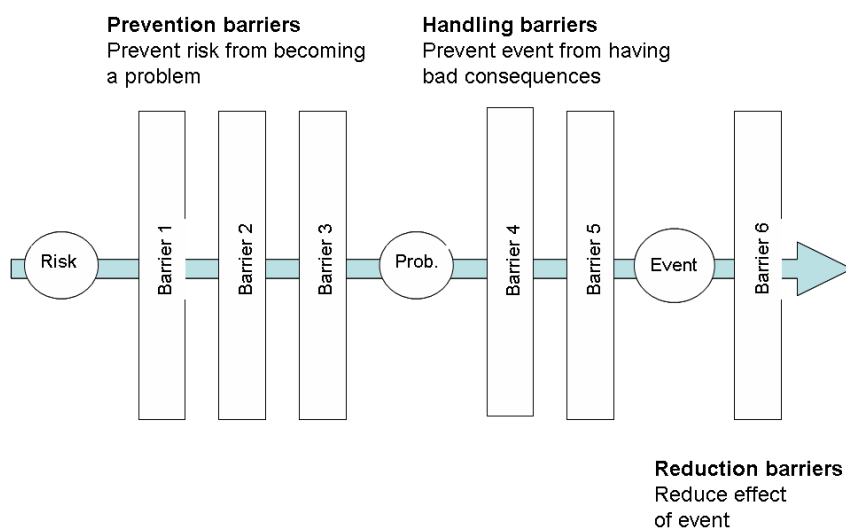 Prevention barriers
Prevent risk from becoming
a problem
Handling barriers
Prevent event from having
bad consequences
Risk
Barrier 1
Barrier 2
Barrier 3
Prob.
Barrier 4
Barrier 5
Event
Barrier 6
Reduction barriers
Reduce effect
of event